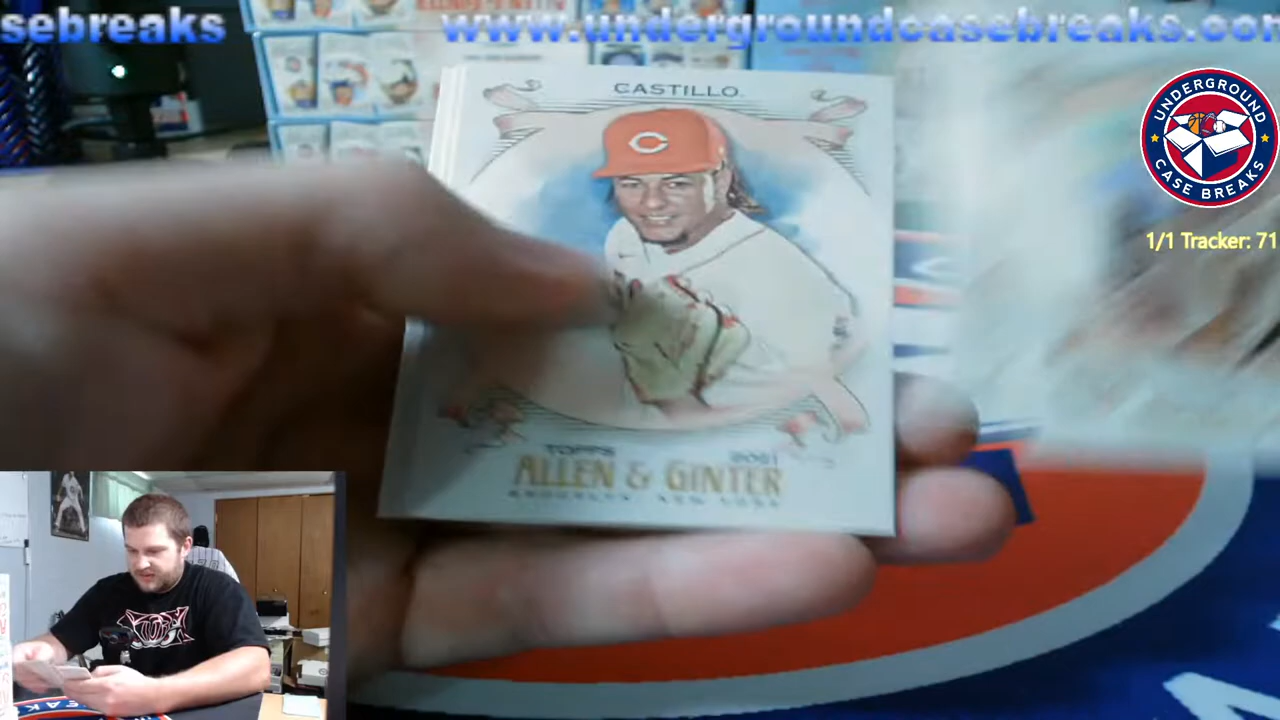 sebreaks www.undergroundcasebreaks.com
CASTILLO
UNDERGROUND
CASE BREAKS
1/1 Tracker: 71
TOPPS 2021
ALLEN & GINTER
BROOKLYN NEW YORK